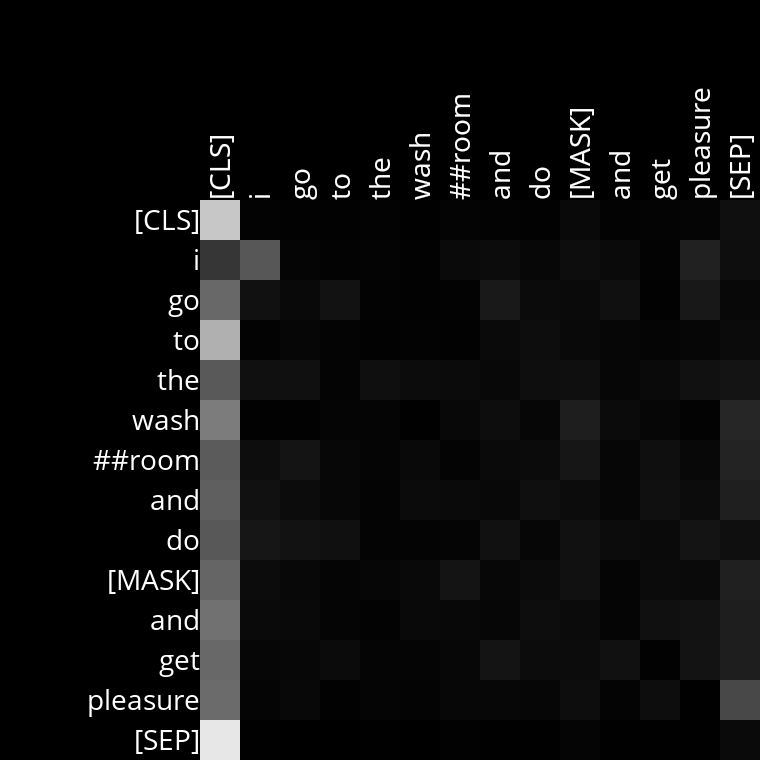 [CLS] i go to the wash ##room and do [MASK] and get pleasure [SEP]
[CLS]
i
go
to
the
wash
##room
and
do
[MASK]
and
get
pleasure
[SEP]